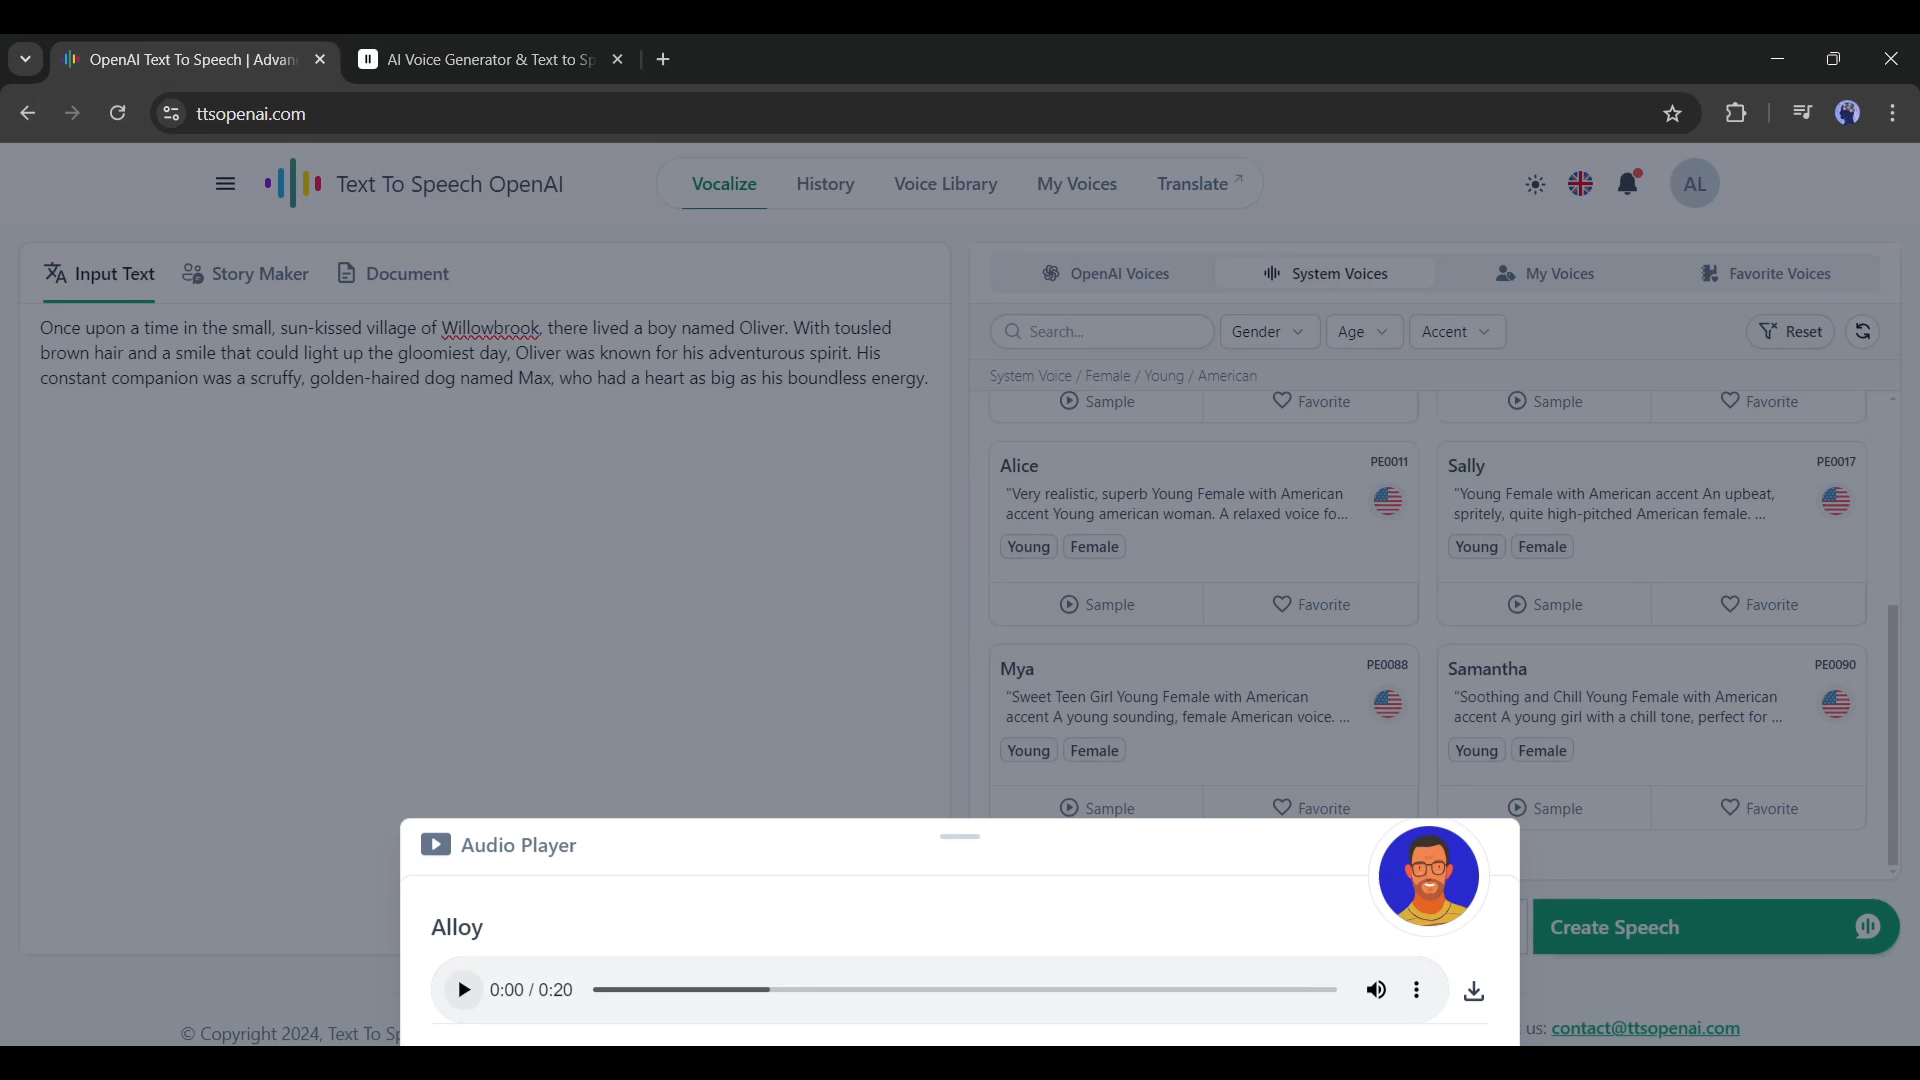 OpenAI Text To Speech | Advan
AI Voice Generator & Text to Sp
ttsopenai.com
Text To Speech OpenAI
Vocalize
History
Voice Library
My Voices
Translate
AL
Input Text
Story Maker
Document
Once upon a time in the small, sun-kissed village of Willowbrook, there lived a boy named Oliver. With tousled
brown hair and a smile that could light up the gloomiest day, Oliver was known for his adventurous spirit. His
constant companion was a scruffy, golden-haired dog named Max, who had a heart as big as his boundless energy.
OpenAI Voices
System Voices
My Voices
Favorite Voices
Search...
Gender
Age
Accent
Reset
System Voice / Female / Young / American
Sample
Favorite
Sample
Favorite
Alice
PE0011
"Very realistic, superb Young Female with American
accent Young american woman. A relaxed voice fo...
Young
Female
Sample
Favorite
Sally
PE0017
"Young Female with American accent An upbeat,
spritely, quite high-pitched American female. ...
Young
Female
Sample
Favorite
Mya
PE0088
"Sweet Teen Girl Young Female with American
accent A young sounding, female American voice. ...
Young
Female
Sample
Favorite
Samantha
PE0090
"Soothing and Chill Young Female with American
accent A young girl with a chill tone, perfect for ...
Young
Female
Sample
Favorite
Audio Player
Alloy
0:00 / 0:20
Create Speech
© Copyright 2024, Text To Sp
us: contact@ttsopenai.com